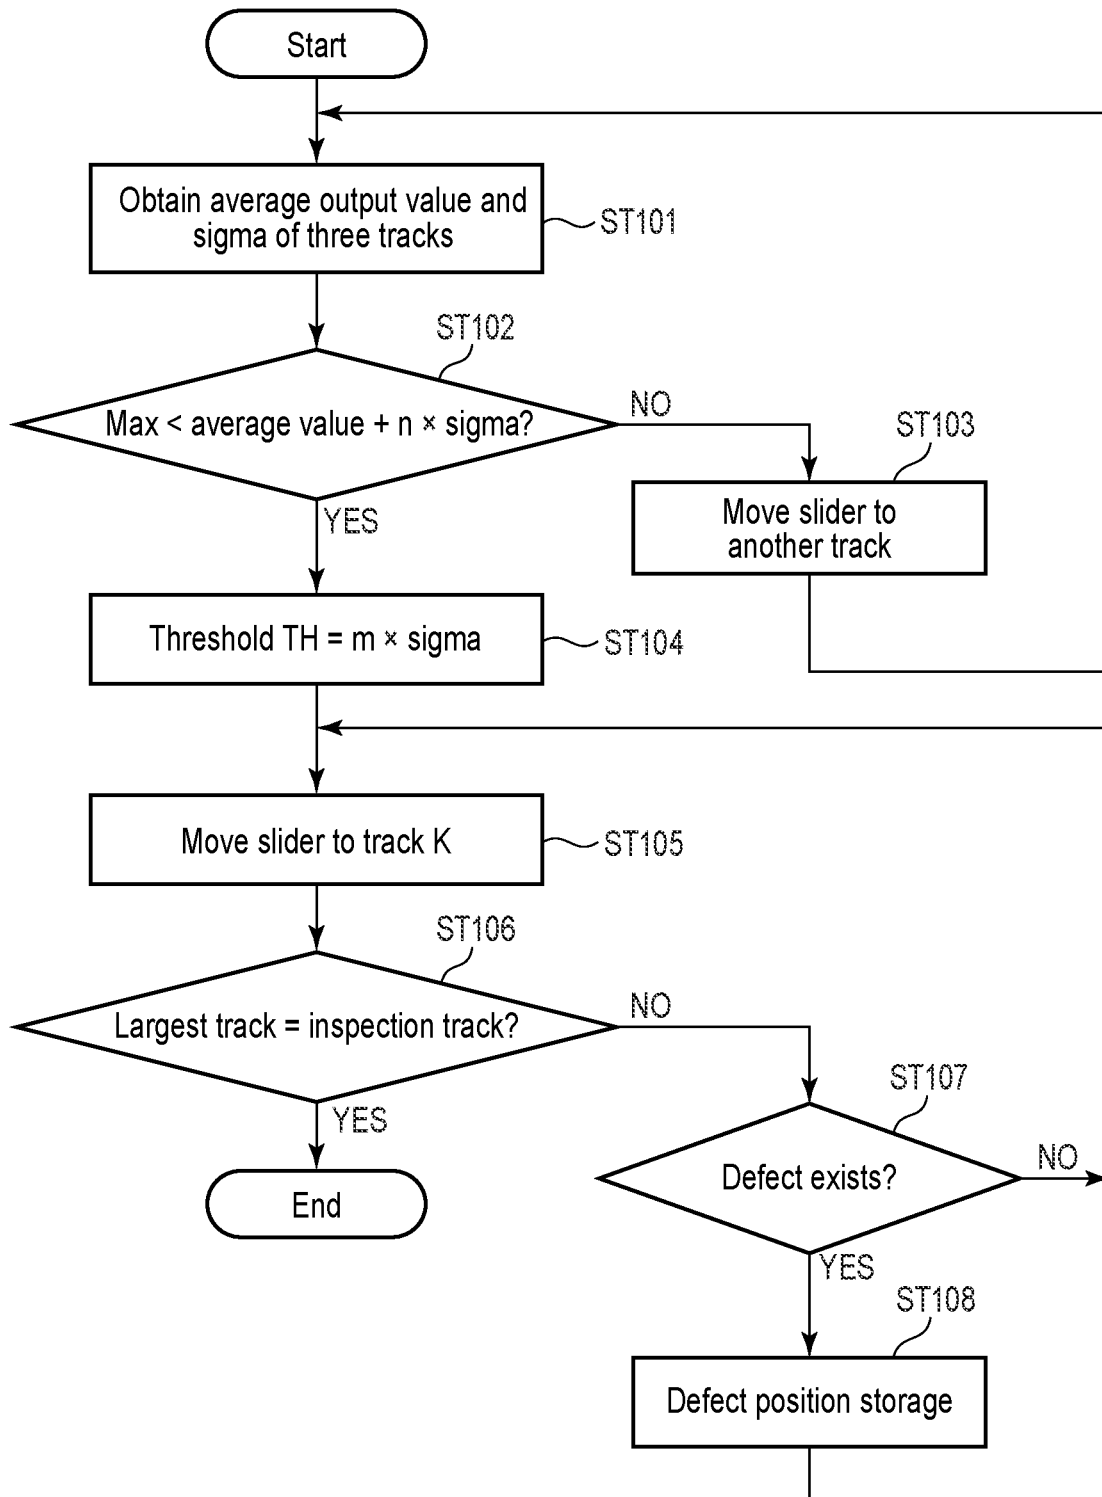 Start
Obtain average output value and
sigma of three tracks
ST101
ST102
Max < average value + n × sigma?
NO
YES
ST103
Move slider to
another track
Threshold TH = m × sigma
ST104
Move slider to track K
ST105
ST106
Largest track = inspection track?
NO
YES
End
ST107
Defect exists?
NO
YES
ST108
Defect position storage